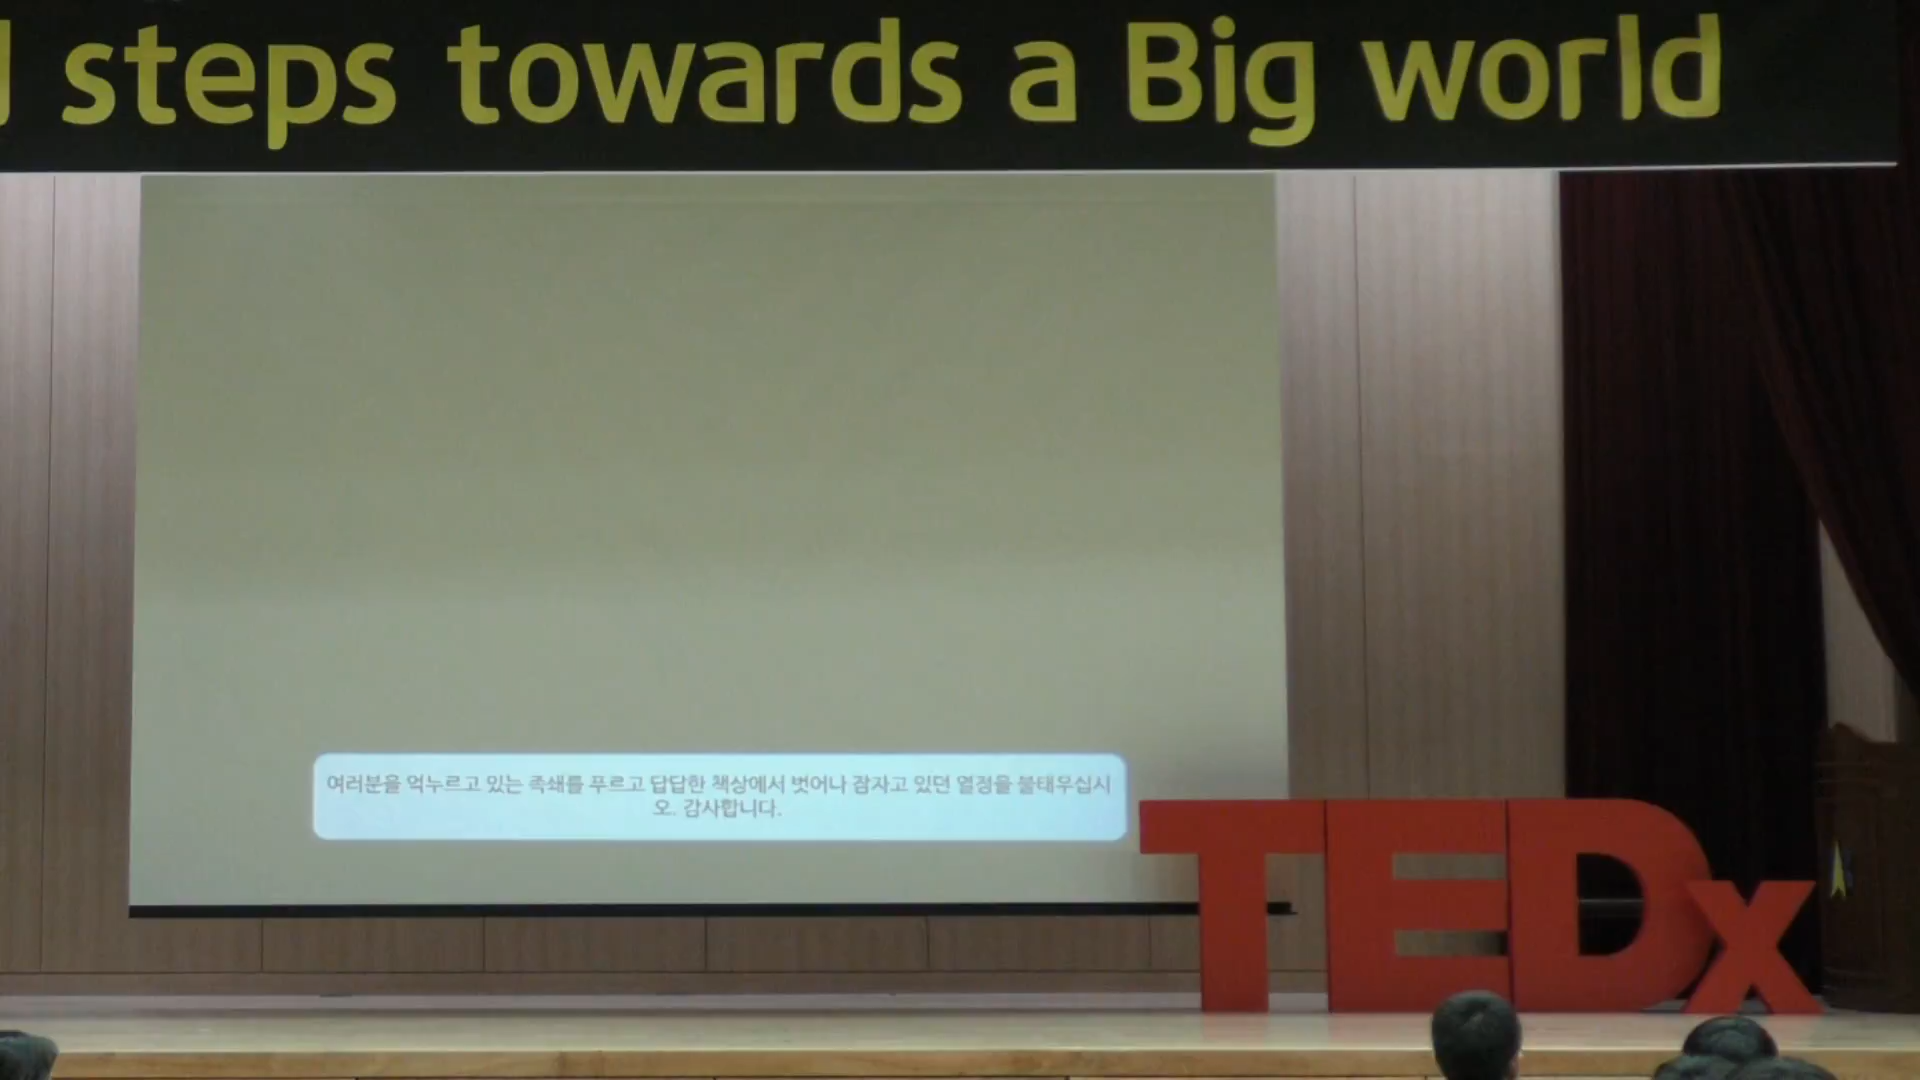 steps towards a Big world
여러분을 억누르고 있는 족쇄를 푸르고 답답한 책상에서 벗어나 잠자고 있던 열정을 불태우십시
오. 감사합니다.
TEDx